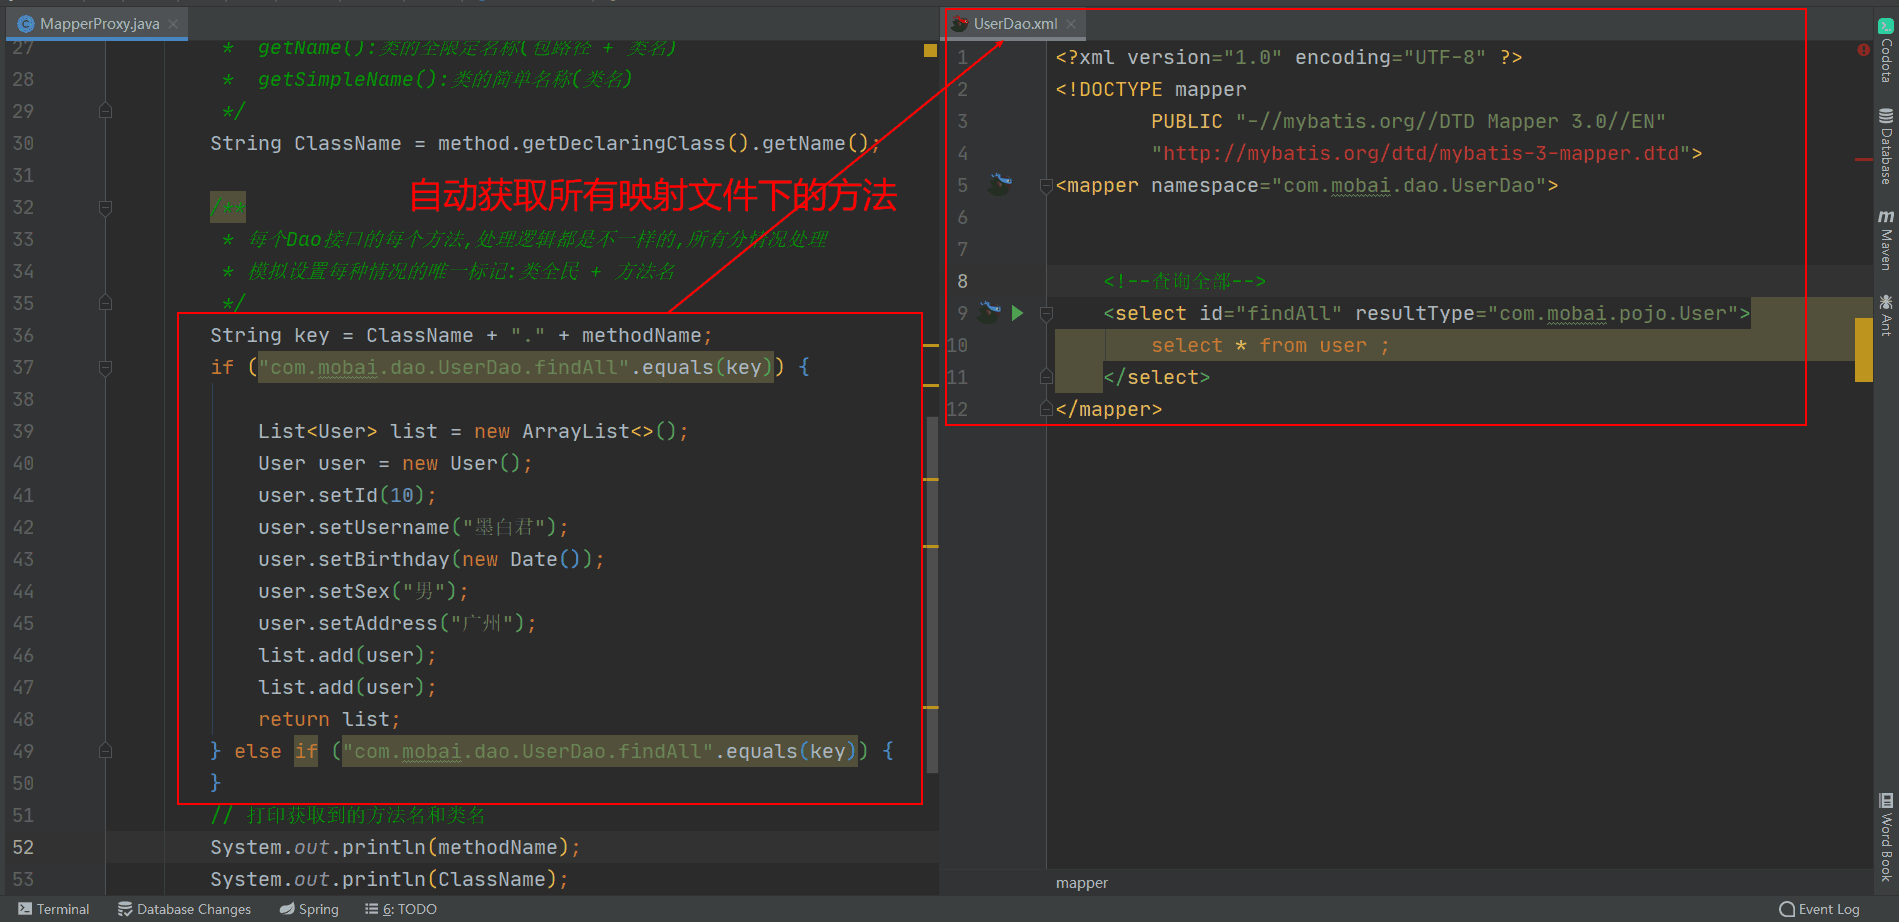 MapperProxy.java
27 * getName():类的全限定名称(包路径 + 类名)
28 * getSimpleName():类的简单名称(类名)
29 */
30 String ClassName = method.getDeclaringClass().getName();
31
自动获取所有映射文件下的方法
32 /**
33 * 每个Dao接口的每个方法,处理逻辑都是不一样的,所有分情况处理
34 * 模拟设置每种情况的唯一标记:类全民 + 方法名
35 */
36 String key = ClassName + "." + methodName;
37 if ("com.mobai.dao.UserDao.findAll".equals(key)) {
38
39 List<User> list = new ArrayList<>();
40 User user = new User();
41 user.setId(10);
42 user.setUsername("墨白君");
43 user.setBirthday(new Date());
44 user.setSex("男");
45 user.setAddress("广州");
46 list.add(user);
47 list.add(user);
48 return list;
49 } else if ("com.mobai.dao.UserDao.findAll".equals(key)) {
50 }
51 // 打印获取到的方法名和类名
52 System.out.println(methodName);
53 System.out.println(ClassName);
UserDao.xml
1 <?xml version="1.0" encoding="UTF-8" ?>
2 <!DOCTYPE mapper
3 PUBLIC "-//mybatis.org//DTD Mapper 3.0//EN"
4 "http://mybatis.org/dtd/mybatis-3-mapper.dtd">
5 <mapper namespace="com.mobai.dao.UserDao">
6
7
8 <!--查询全部-->
9 <select id="findAll" resultType="com.mobai.pojo.User">
10 select * from user ;
11 </select>
12 </mapper>
mapper
Codota
Database
Maven
Ant
Word Book
Terminal
Database Changes
Spring
6: TODO
Event Log